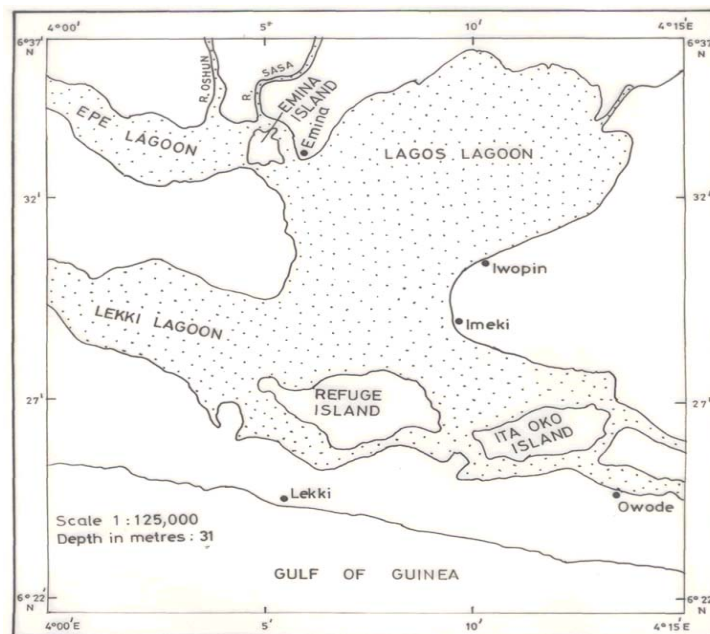 4°00′ 5′ 10′ 4°15E
6°37′ N
6°37′ N
R. OSHUN
R. SASA
EMINA ISLAND
Emina
EPE LAGOON
LAGOS LAGOON
32′
32′
Iwopin
LEKKI LAGOON
Imeki
REFUGE
ISLAND
27′
27′
ITA OKO
ISLAND
Lekki
Owode
Scale 1:125,000
Depth in metres : 31
GULF OF GUINEA
6°22′ N
6°22′ N
4°00′E 5′ 10′ 4°15′E